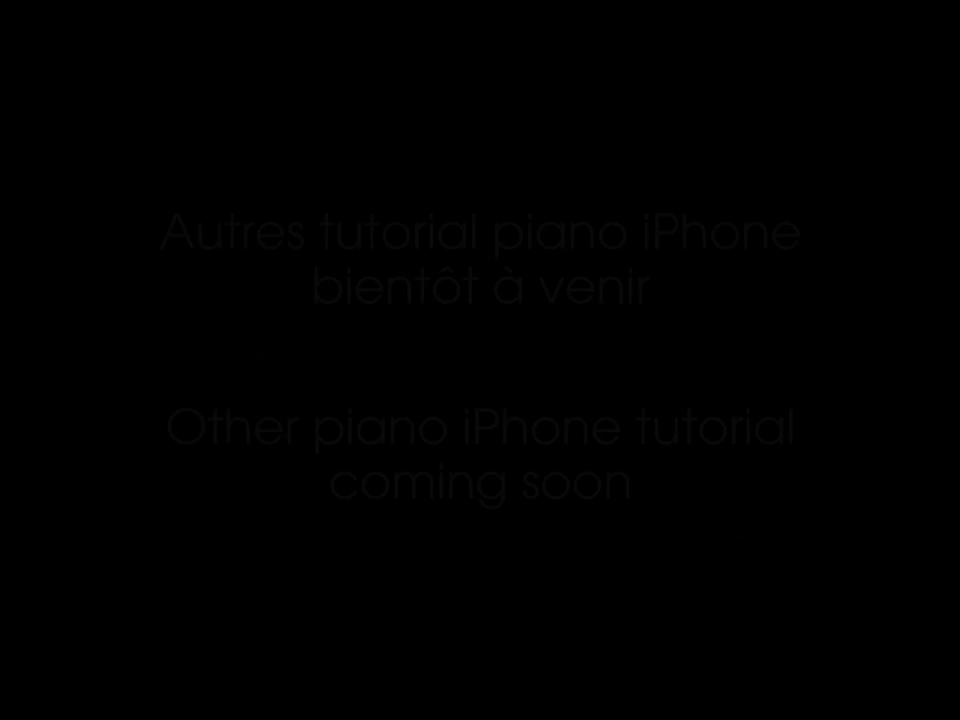 Autres tutorial piano iPhone
bientôt à venir
Other piano iPhone tutorial
coming soon